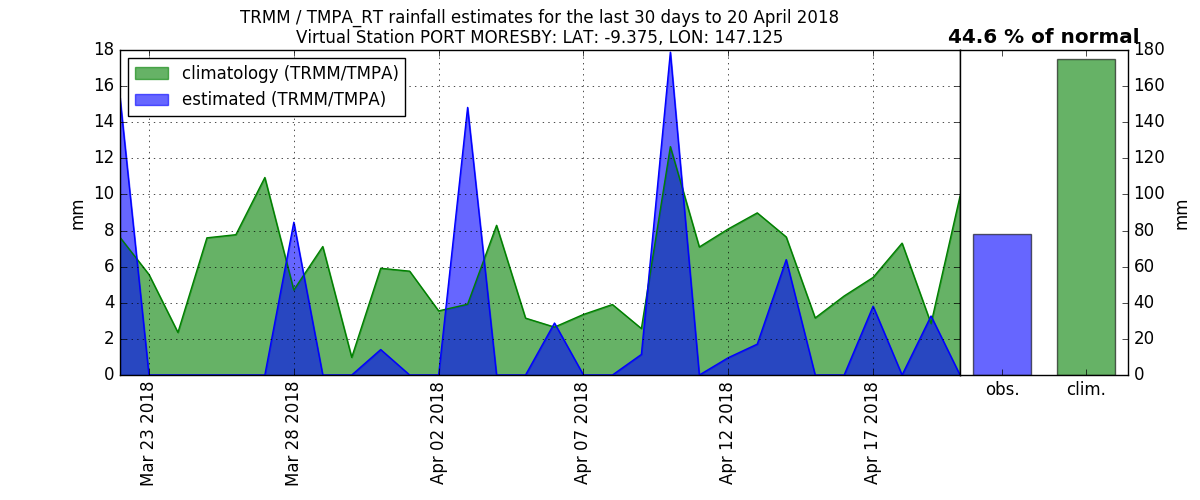 TRMM / TMPA_RT rainfall estimates for the last 30 days to 20 April 2018
Virtual Station PORT MORESBY: LAT: -9.375, LON: 147.125
44.6 % of normal
climatology (TRMM/TMPA)
estimated (TRMM/TMPA)
18
16
14
12
10
8
6
4
2
0
mm
Mar 23 2018
Mar 28 2018
Apr 02 2018
Apr 07 2018
Apr 12 2018
Apr 17 2018
obs.
clim.
180
160
140
120
100
80
60
40
20
0
mm